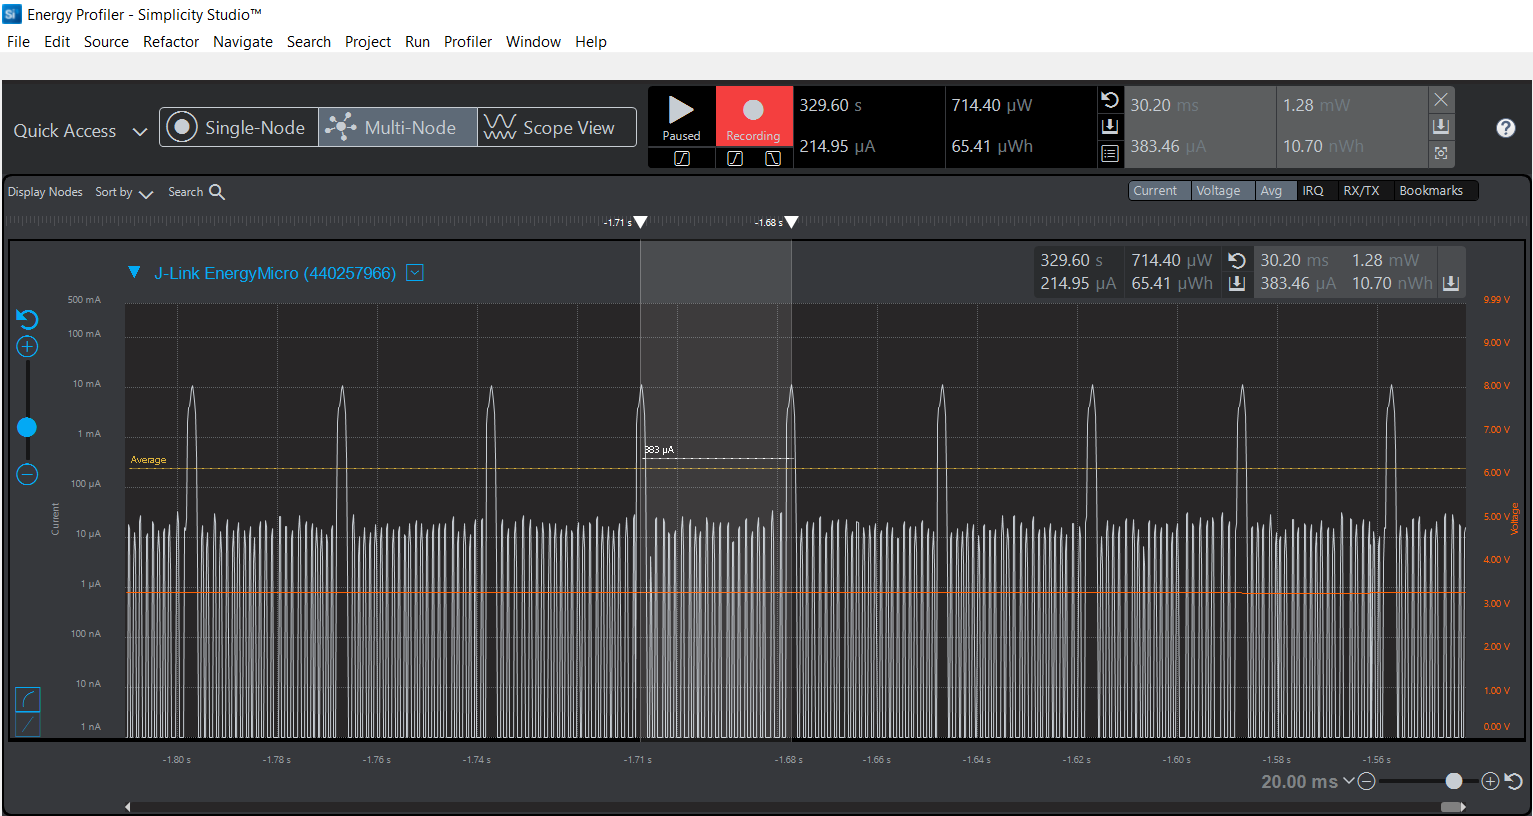 Si Energy Profiler - Simplicity Studio™
File Edit Source Refactor Navigate Search Project Run Profiler Window Help
Quick Access Single-Node Multi-Node Scope View
Paused Recording
329.60 s 714.40 µW 30.20 ms 1.28 mW
214.95 µA 65.41 µWh 383.46 µA 10.70 nWh
?
Display Nodes Sort by Search
Current Voltage Avg IRQ RX/TX Bookmarks
-1.71 s -1.68 s
J-Link EnergyMicro (440257966)
329.60 s 714.40 µW 30.20 ms 1.28 mW
214.95 µA 65.41 µWh 383.46 µA 10.70 nWh
500 mA 9.99 V
100 mA 9.00 V
10 mA 8.00 V
1 mA 7.00 V
383 µA
Average
100 µA 6.00 V
10 µA 5.00 V
1 µA 4.00 V
3.00 V
100 nA 2.00 V
10 nA 1.00 V
1 nA 0.00 V
Current
Voltage
-1.80 s -1.78 s -1.76 s -1.74 s -1.71 s -1.68 s -1.66 s -1.64 s -1.62 s -1.60 s -1.58 s -1.56 s
20.00 ms